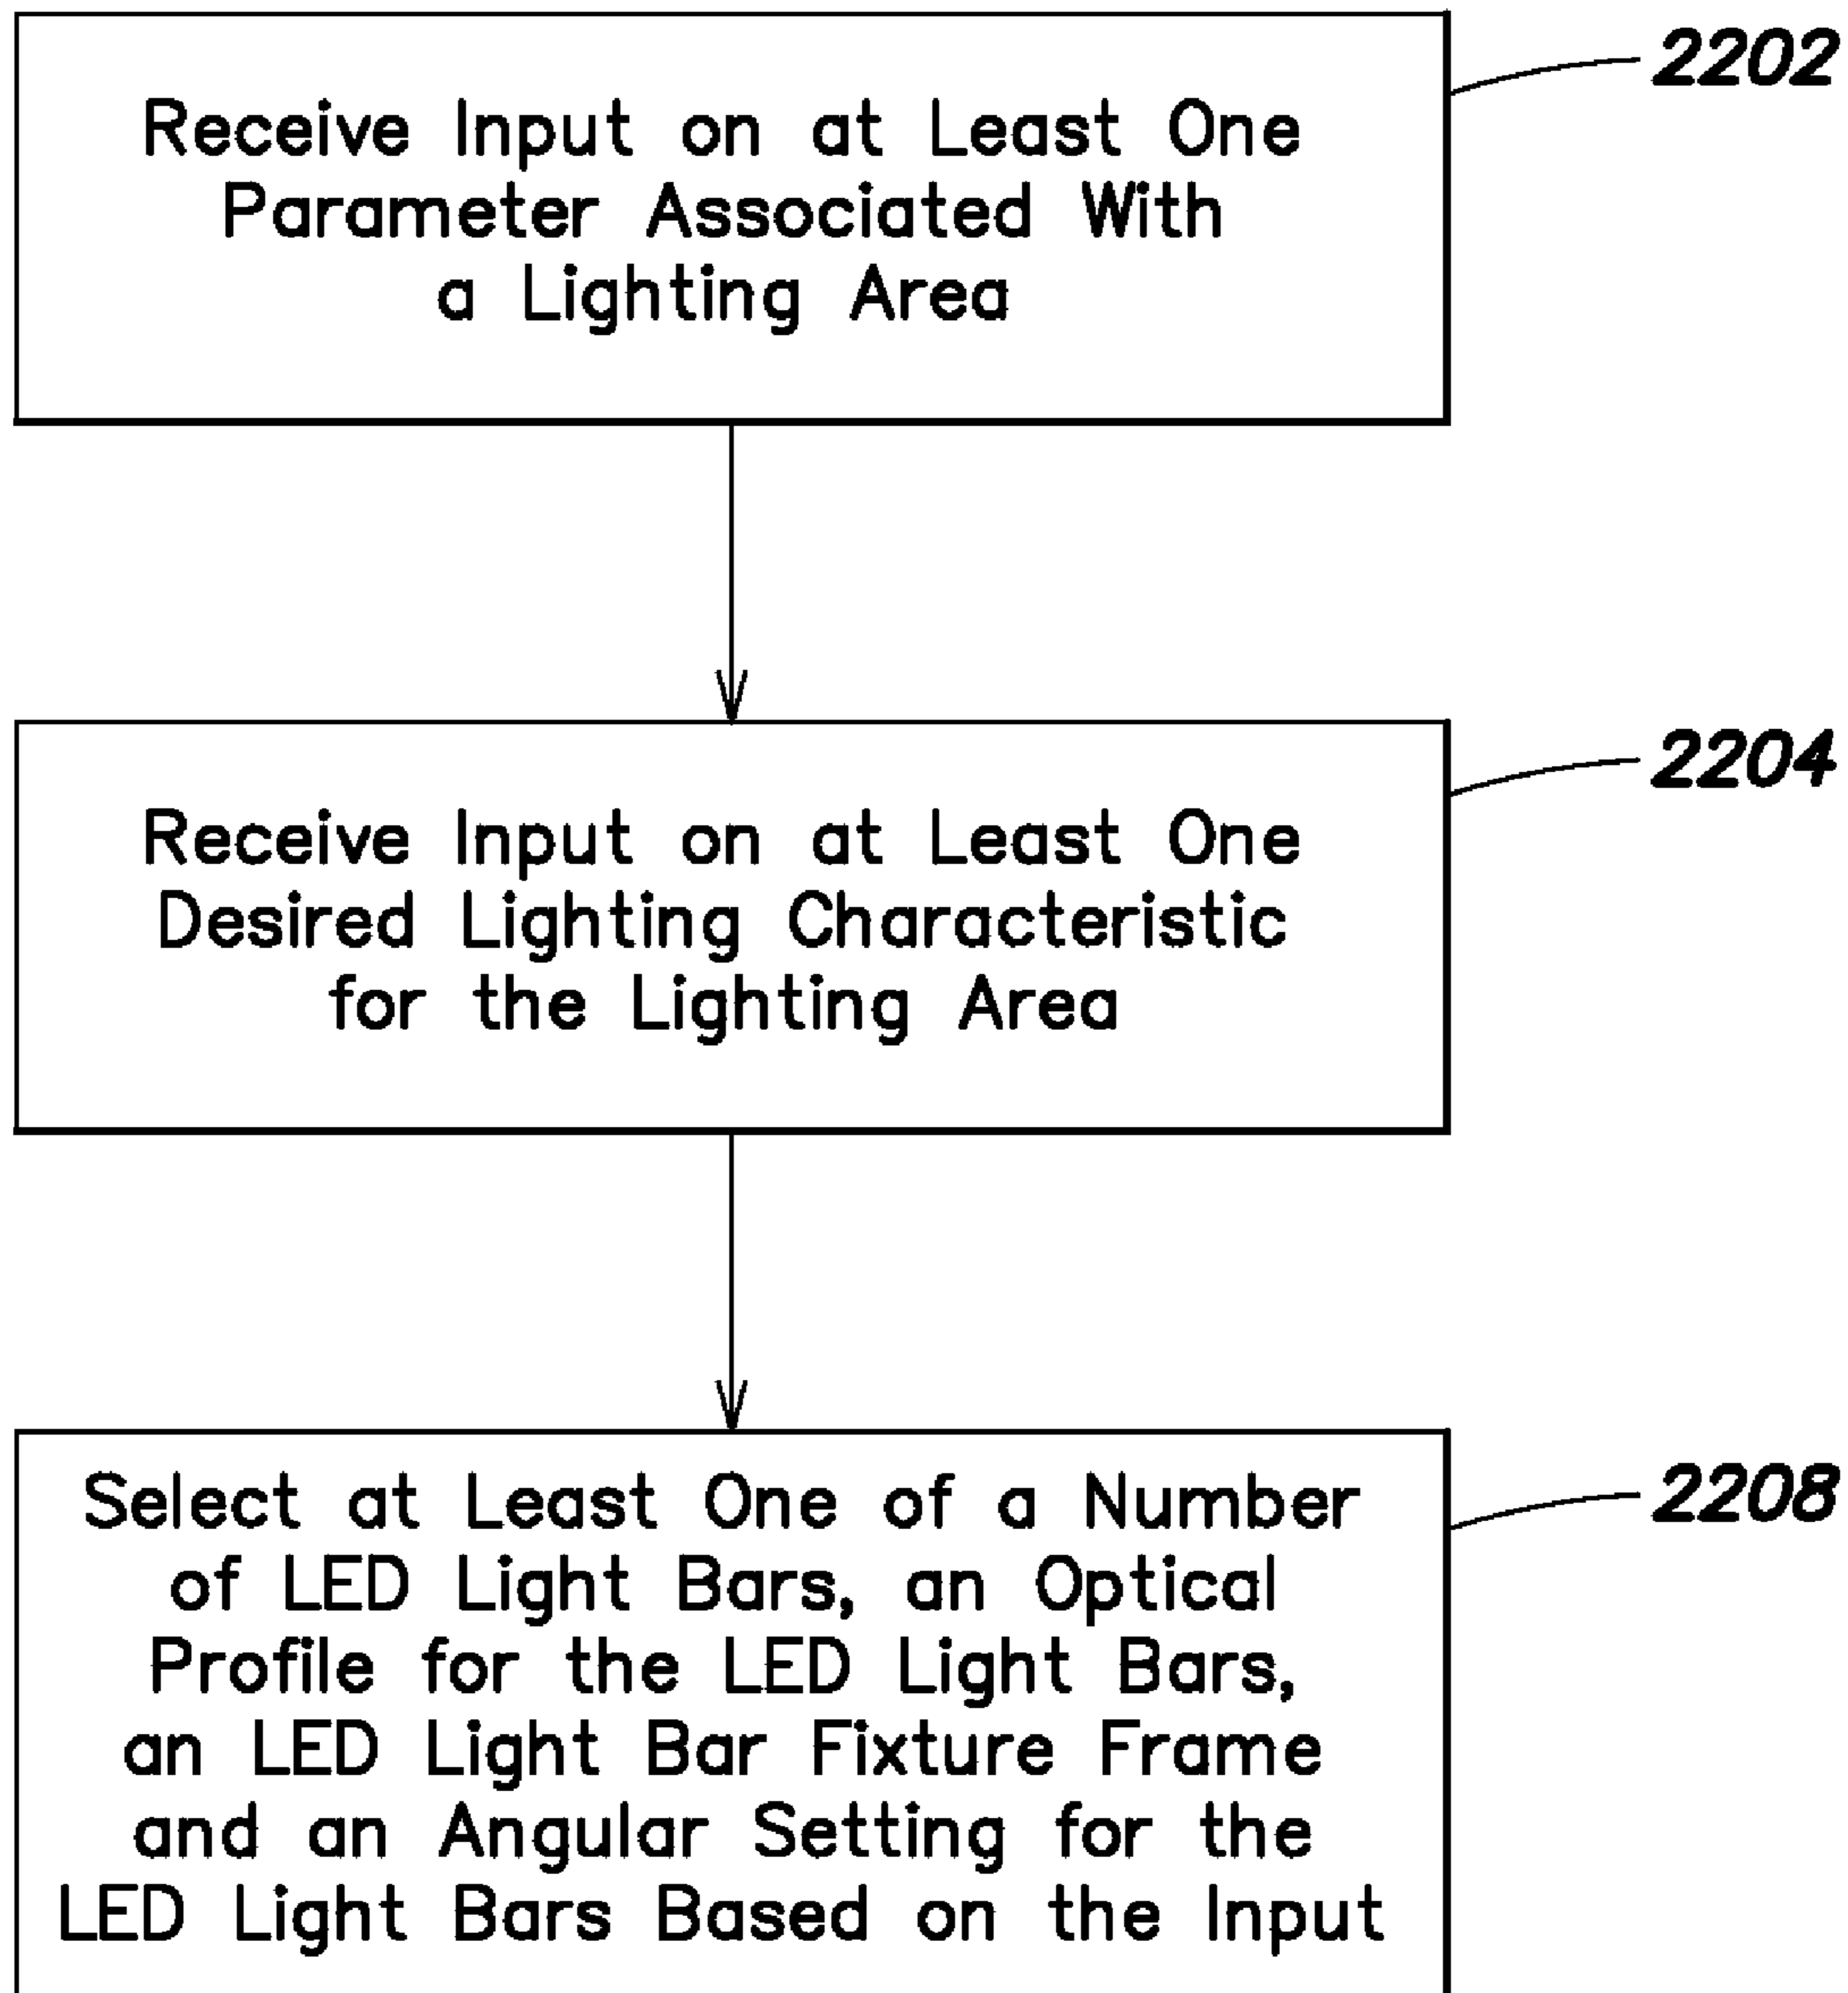 2202
Receive Input on at Least One
Parameter Associated With
a Lighting Area
2204
Receive Input on at Least One
Desired Lighting Characteristic
for the Lighting Area
2208
Select at Least One of a Number
of LED Light Bars, an Optical
Profile for the LED Light Bars,
an LED Light Bar Fixture Frame
and an Angular Setting for the
LED Light Bars Based on the Input